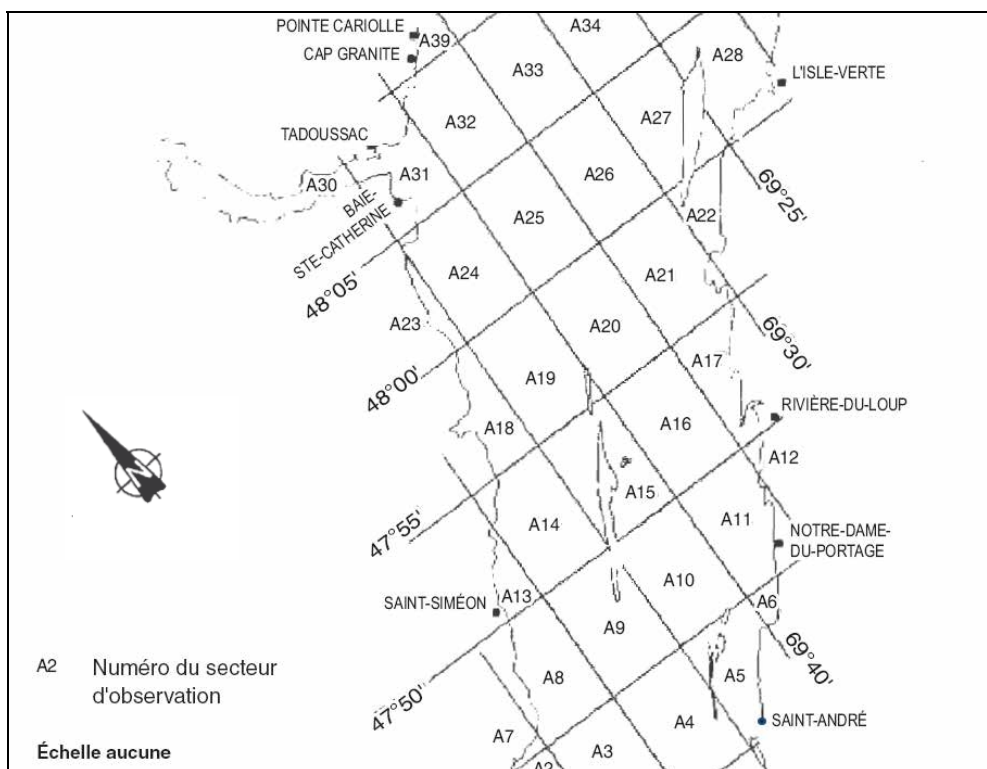 POINTE CARIOLLE
CAP GRANITE
A39
A34
A28
L'ISLE-VERTE
A33
A32
A27
TADOUSSAC
A30
A31
A26
69°25'
BAIE-
STE-CATHERINE
A25
A22
48°05'
A24
A21
A23
A20
69°30'
48°00'
A19
A17
RIVIÈRE-DU-LOUP
A18
A16
A12
A15
A14
A11
47°55'
NOTRE-DAME-
DU-PORTAGE
A10
A13
SAINT-SIMÉON
A6
A9
69°40'
A8
A5
47°50'
A4
SAINT-ANDRÉ
A7
A3
A2
N
A2 Numéro du secteur
d'observation
Échelle aucune